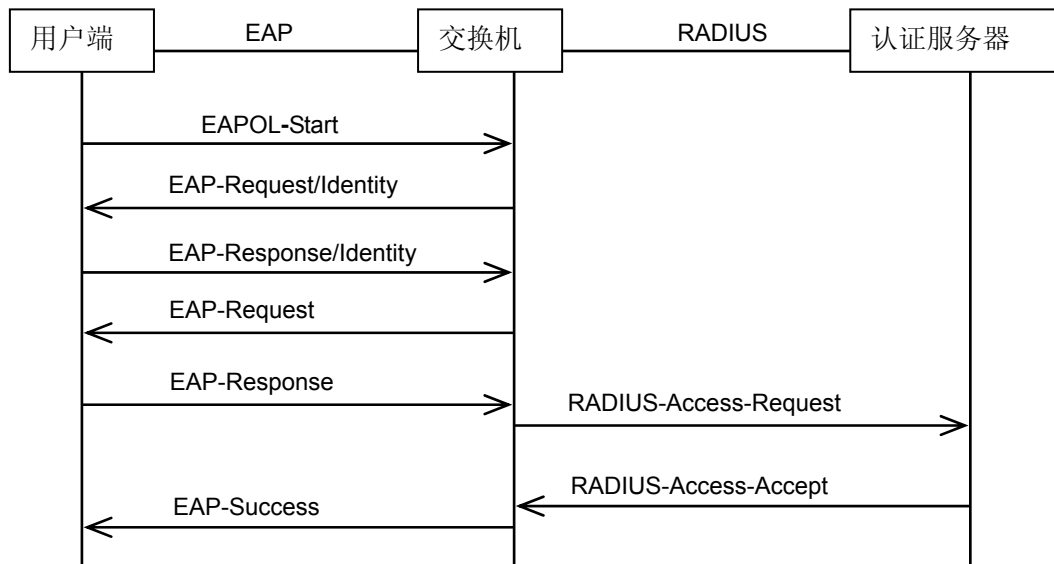 用户端
EAP
交换机
RADIUS
认证服务器
EAPOL-Start
EAP-Request/Identity
EAP-Response/Identity
EAP-Request
EAP-Response
RADIUS-Access-Request
RADIUS-Access-Accept
EAP-Success